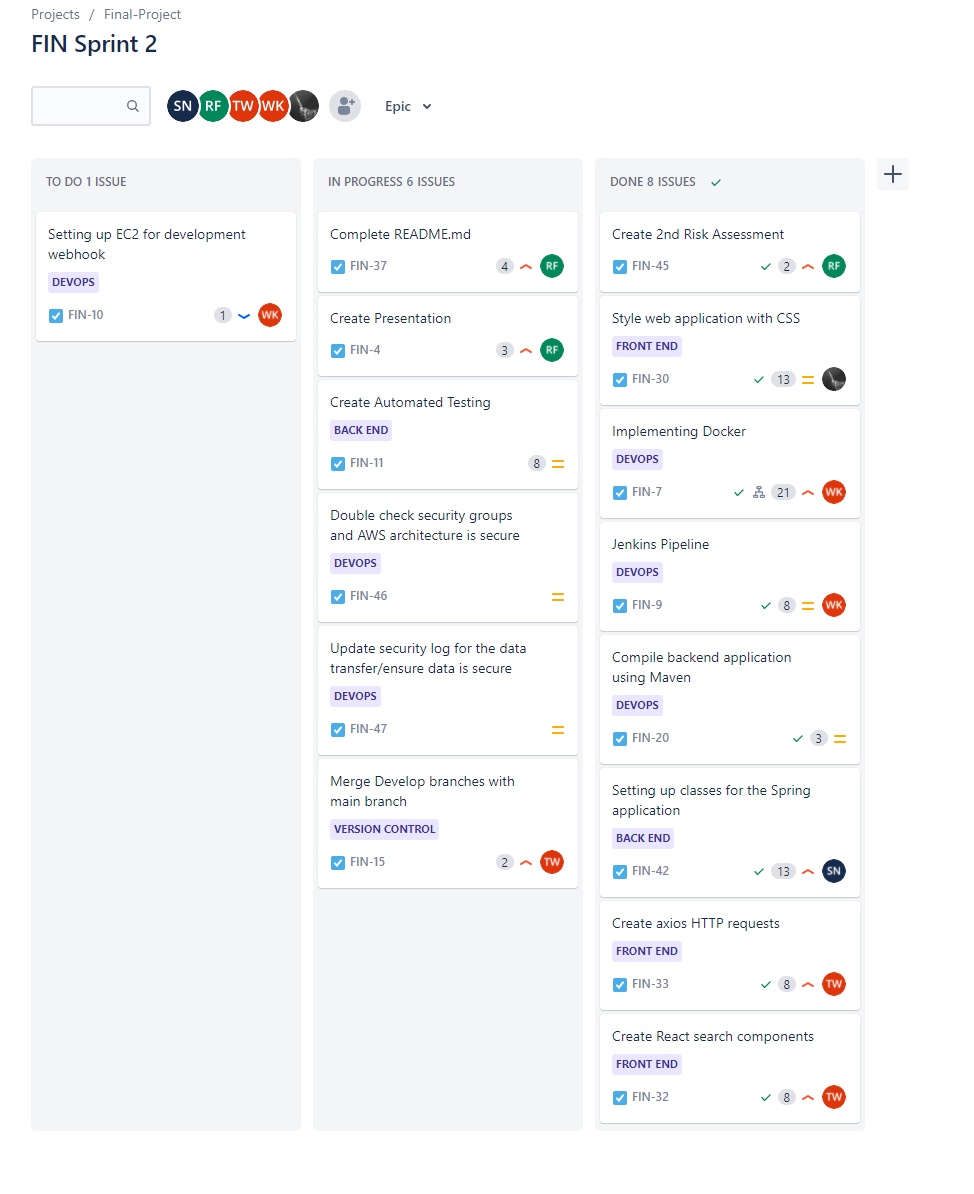 Projects / Final-Project
FIN Sprint 2
SN RF TW WK
Epic
TO DO 1 ISSUE
Setting up EC2 for development
webhook
DEVOPS
FIN-10 1 WK
IN PROGRESS 6 ISSUES
Complete README.md
FIN-37 4 RF
Create Presentation
FIN-4 3 RF
Create Automated Testing
BACK END
FIN-11 8
Double check security groups
and AWS architecture is secure
DEVOPS
FIN-46
Update security log for the data
transfer/ensure data is secure
DEVOPS
FIN-47
Merge Develop branches with
main branch
VERSION CONTROL
FIN-15 2 TW
DONE 8 ISSUES
Create 2nd Risk Assessment
FIN-45 2 RF
Style web application with CSS
FRONT END
FIN-30 13
Implementing Docker
DEVOPS
FIN-7 21 WK
Jenkins Pipeline
DEVOPS
FIN-9 8 WK
Compile backend application
using Maven
DEVOPS
FIN-20 3
Setting up classes for the Spring
application
BACK END
FIN-42 13 SN
Create axios HTTP requests
FRONT END
FIN-33 8 TW
Create React search components
FRONT END
FIN-32 8 TW